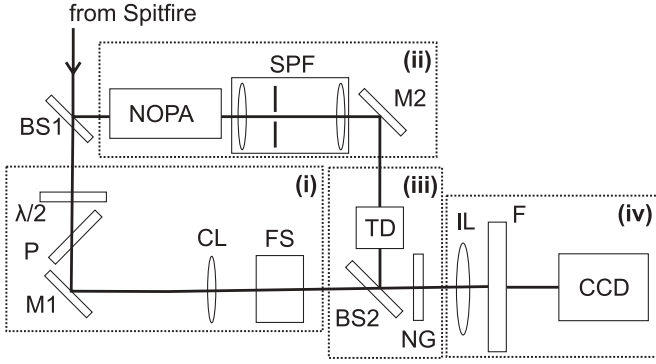 from Spitfire
SPF
(ii)
NOPA
M2
BS1
(i)
(iii)
(iv)
λ/2
P
M1
CL
FS
TD
BS2
NG
IL
F
CCD